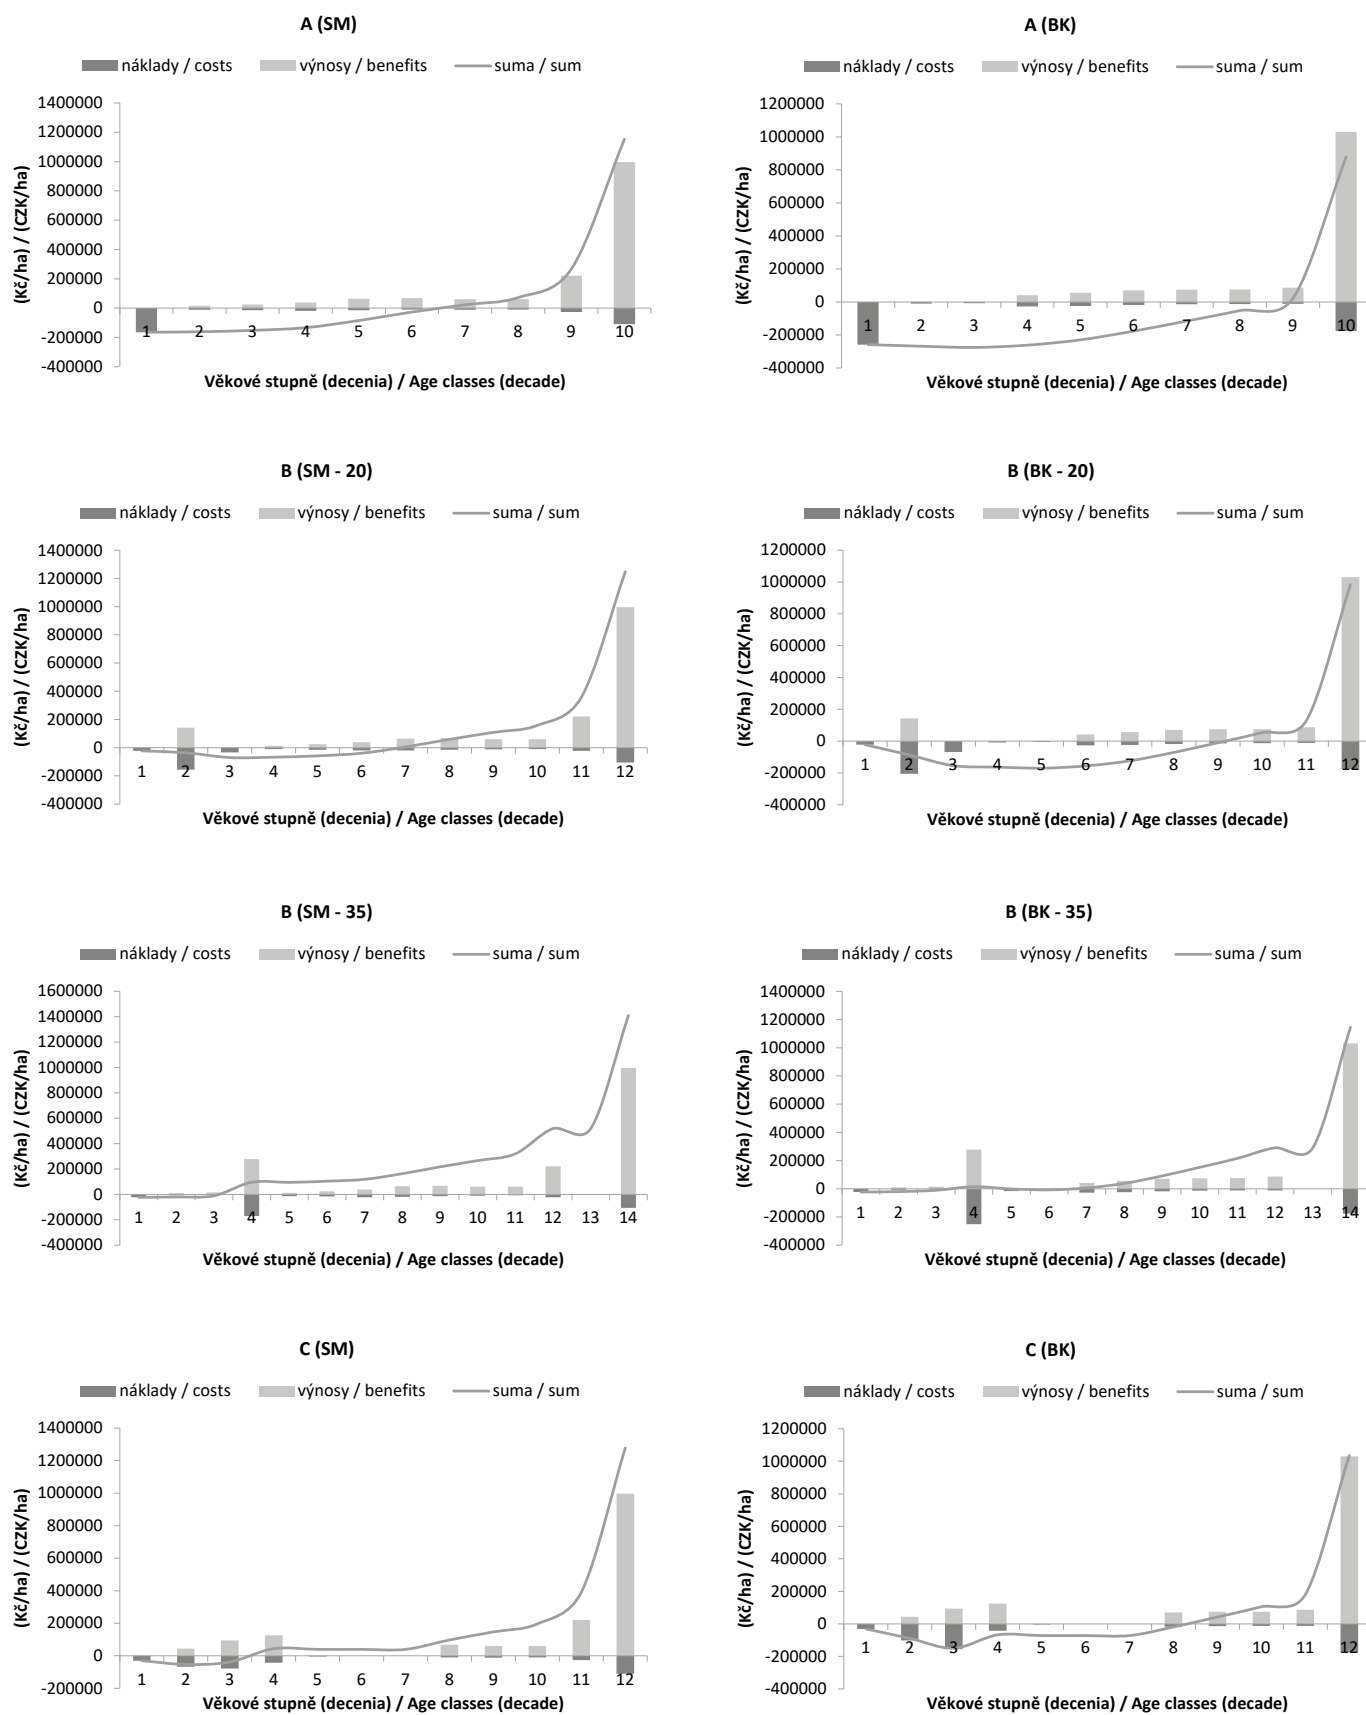 A (SM)
náklady / costs výnosy / benefits suma / sum
1400000
1200000
1000000
800000
600000
400000
200000
0
-200000
-400000
(Kč/ha) / (CZK/ha)
1 2 3 4 5 6 7 8 9 10
Věkové stupně (decenia) / Age classes (decade)
A (BK)
náklady / costs výnosy / benefits suma / sum
1200000
1000000
800000
600000
400000
200000
0
-200000
-400000
(Kč/ha) / (CZK/ha)
1 2 3 4 5 6 7 8 9 10
Věkové stupně (decenia) / Age classes (decade)
B (SM - 20)
náklady / costs výnosy / benefits suma / sum
1400000
1200000
1000000
800000
600000
400000
200000
0
-200000
-400000
(Kč/ha) / (CZK/ha)
1 2 3 4 5 6 7 8 9 10 11 12
Věkové stupně (decenia) / Age classes (decade)
B (BK - 20)
náklady / costs výnosy / benefits suma / sum
1200000
1000000
800000
600000
400000
200000
0
-200000
-400000
(Kč/ha) / (CZK/ha)
1 2 3 4 5 6 7 8 9 10 11 12
Věkové stupně (decenia) / Age classes (decade)
B (SM - 35)
náklady / costs výnosy / benefits suma / sum
1600000
1400000
1200000
1000000
800000
600000
400000
200000
0
-200000
-400000
(Kč/ha) / (CZK/ha)
1 2 3 4 5 6 7 8 9 10 11 12 13 14
Věkové stupně (decenia) / Age classes (decade)
B (BK - 35)
náklady / costs výnosy / benefits suma / sum
1400000
1200000
1000000
800000
600000
400000
200000
0
-200000
-400000
(Kč/ha) / (CZK/ha)
1 2 3 4 5 6 7 8 9 10 11 12 13 14
Věkové stupně (decenia) / Age classes (decade)
C (SM)
náklady / costs výnosy / benefits suma / sum
1400000
1200000
1000000
800000
600000
400000
200000
0
-200000
(Kč/ha) / (CZK/ha)
1 2 3 4 5 6 7 8 9 10 11 12
Věkové stupně (decenia) / Age classes (decade)
C (BK)
náklady / costs výnosy / benefits suma / sum
1200000
1000000
800000
600000
400000
200000
0
-200000
-400000
(Kč/ha) / (CZK/ha)
1 2 3 4 5 6 7 8 9 10 11 12
Věkové stupně (decenia) / Age classes (decade)